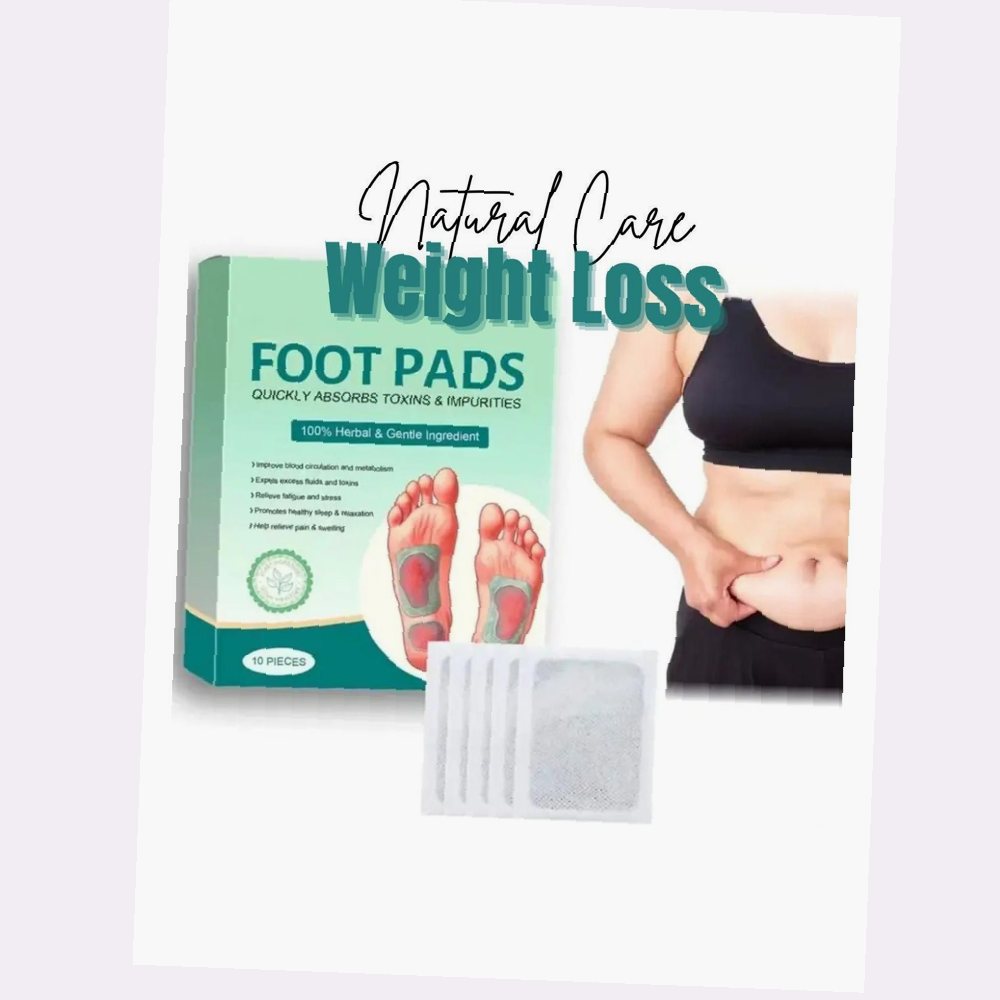 Natural Care
Weight Loss
FOOT PADS
QUICKLY ABSORBS TOXINS & IMPURITIES
100% Herbal & Gentle Ingredient
Improve blood circulation and metabolism
Expels excess fluids and toxins
Relieve fatigue and stress
Promotes healthy sleep & relaxation
Help relieve pain & swelling
10 PIECES